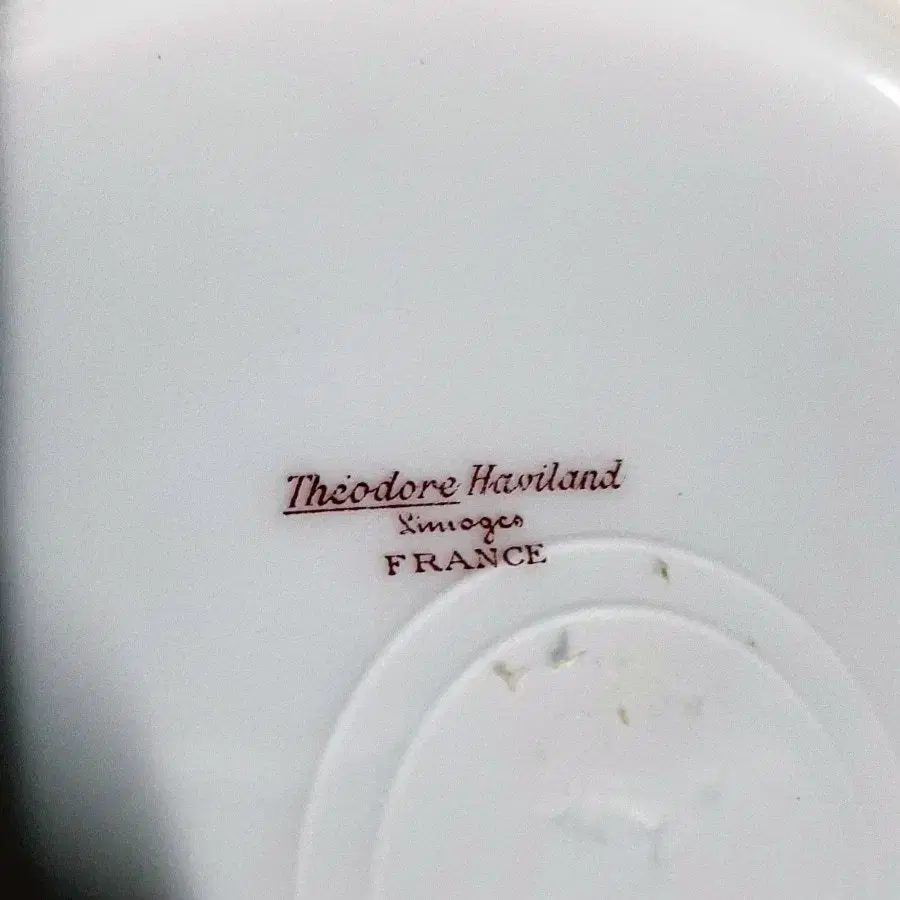 Théodore Haviland
Limoges
FRANCE